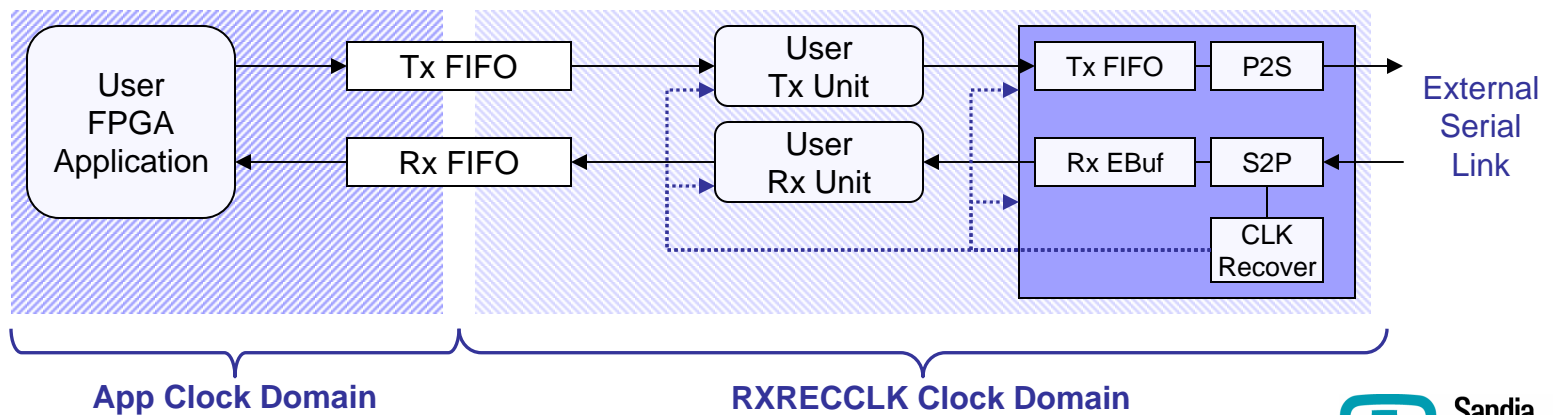 User
FPGA
Application
Tx FIFO
Rx FIFO
User
Tx Unit
User
Rx Unit
Tx FIFO
P2S
Rx EBuf
S2P
CLK
Recover
External
Serial
Link
App Clock Domain
RXRECCLK Clock Domain
Sandia